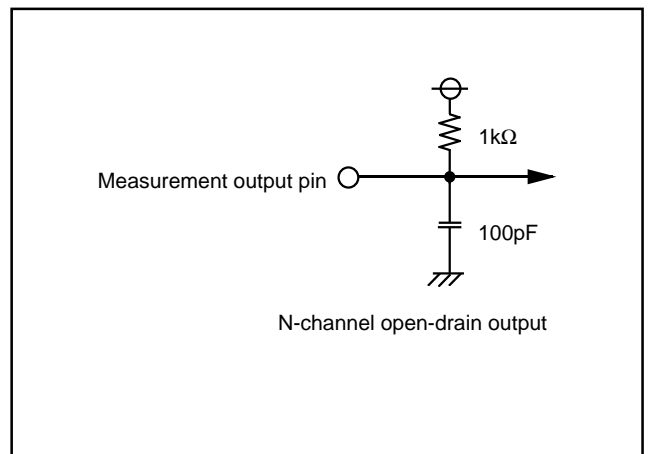 1kΩ
Measurement output pin
100pF
N-channel open-drain output